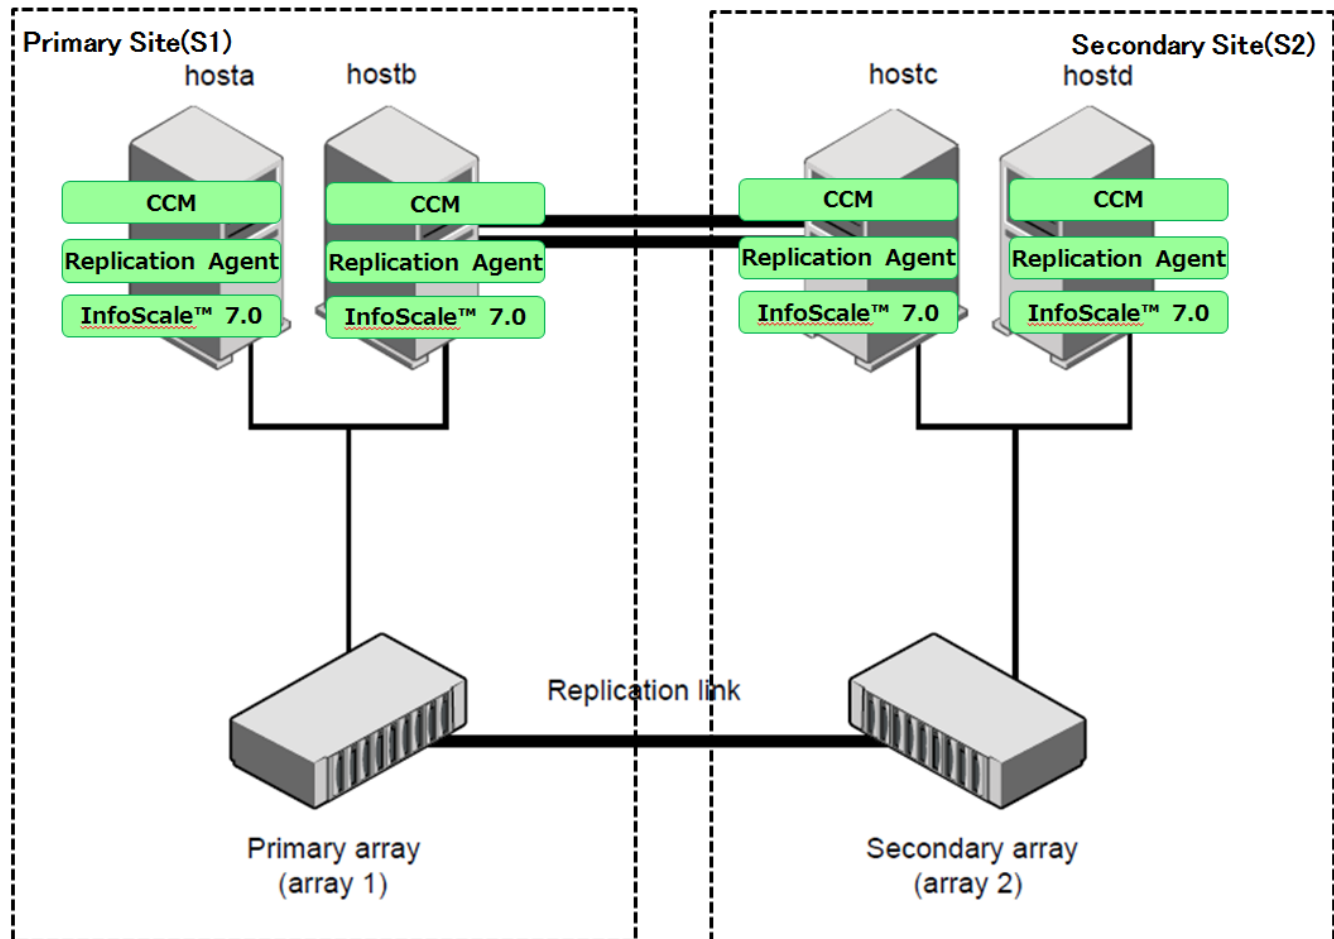 Primary Site(S1)
Secondary Site(S2)
hosta
hostb
hostc
hostd
CCM
CCM
CCM
CCM
Replication Agent
Replication Agent
Replication Agent
Replication Agent
InfoScale™ 7.0
InfoScale™ 7.0
InfoScale™ 7.0
InfoScale™ 7.0
Replication link
Primary array
(array 1)
Secondary array
(array 2)